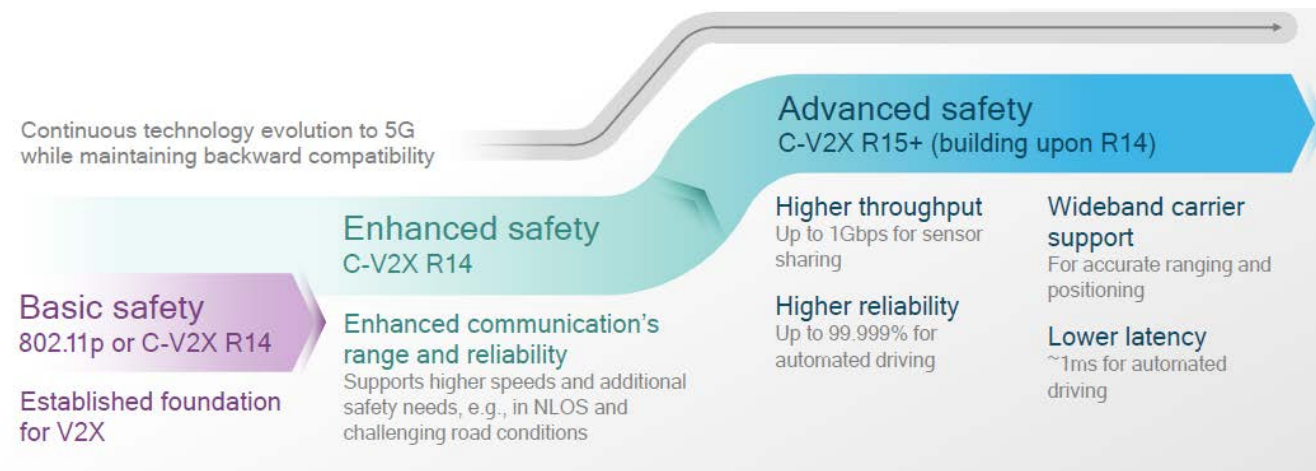 Continuous technology evolution to 5G
while maintaining backward compatibility
Basic safety
802.11p or C-V2X R14
Established foundation
for V2X
Enhanced safety
C-V2X R14
Enhanced communication's
range and reliability
Supports higher speeds and additional
safety needs, e.g., in NLOS and
challenging road conditions
Advanced safety
C-V2X R15+ (building upon R14)
Higher throughput
Up to 1Gbps for sensor
sharing
Higher reliability
Up to 99.999% for
automated driving
Wideband carrier
support
For accurate ranging and
positioning
Lower latency
~1ms for automated
driving